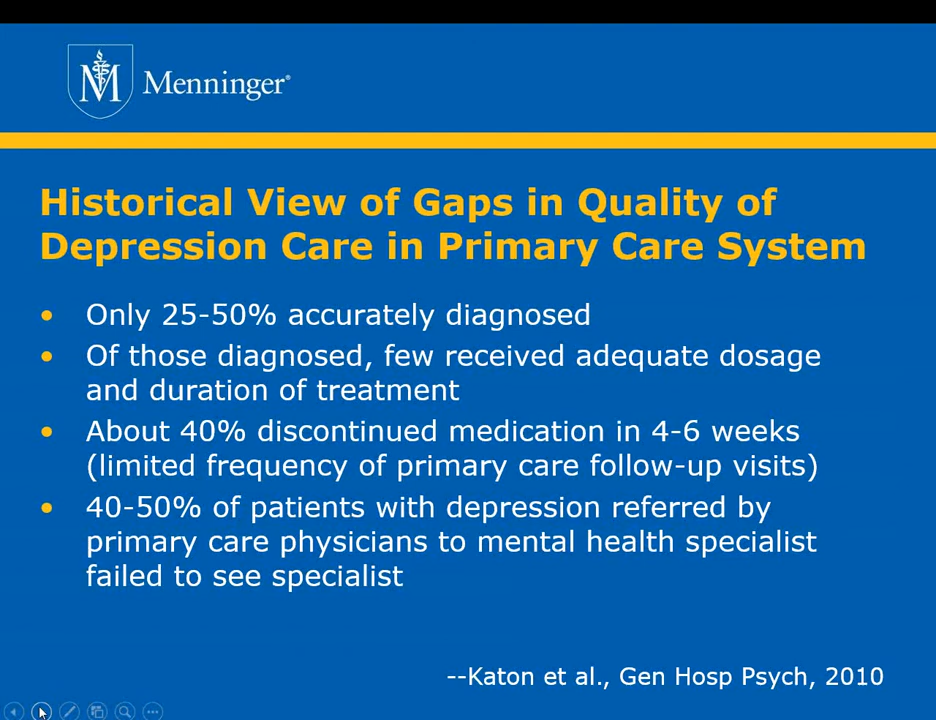 Menninger®
Historical View of Gaps in Quality of
Depression Care in Primary Care System
• Only 25-50% accurately diagnosed
• Of those diagnosed, few received adequate dosage
and duration of treatment
• About 40% discontinued medication in 4-6 weeks
(limited frequency of primary care follow-up visits)
• 40-50% of patients with depression referred by
primary care physicians to mental health specialist
failed to see specialist
--Katon et al., Gen Hosp Psych, 2010